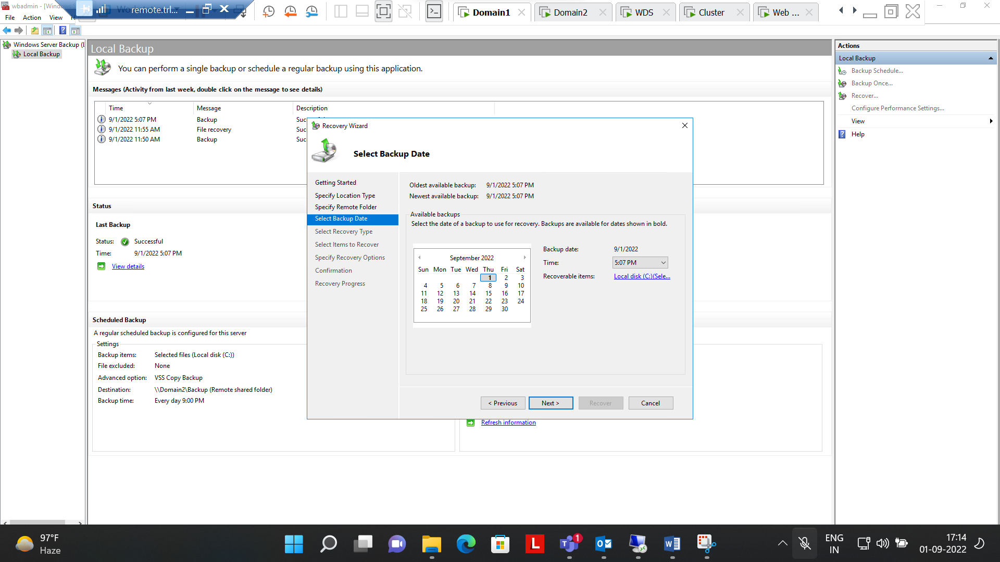 wbadmin - [Windo
remote.trl...
Domain1
Domain2
WDS
Cluster
Web ...
File
Action
View
Windows Server Backup (L
Local Backup
Local Backup
You can perform a single backup or schedule a regular backup using this application.
Messages (Activity from last week, double click on the message to see details)
Time
Message
Description
9/1/2022 5:07 PM
Backup
9/1/2022 11:55 AM
File recovery
Suc
9/1/2022 11:50 AM
Backup
Suc
Status
Last Backup
Status:
Successful
Time:
9/1/2022 5:07 PM
View details
Scheduled Backup
A regular scheduled backup is configured for this server
Settings
Backup items:
Selected files (Local disk (C:))
File excluded:
None
Advanced option:
VSS Copy Backup
Destination:
\\Domain2\Backup (Remote shared folder)
Backup time:
Every day 9:00 PM
Refresh information
Recovery Wizard
Select Backup Date
Getting Started
Specify Location Type
Specify Remote Folder
Select Backup Date
Select Recovery Type
Select Items to Recover
Specify Recovery Options
Confirmation
Recovery Progress
Oldest available backup:
9/1/2022 5:07 PM
Newest available backup:
9/1/2022 5:07 PM
Available backups
Select the date of a backup to use for recovery. Backups are available for dates shown in bold.
September 2022
Sun Mon Tue Wed Thu Fri Sat
1 2 3
4 5 6 7 8 9 10
11 12 13 14 15 16 17
18 19 20 21 22 23 24
25 26 27 28 29 30
Backup date:
9/1/2022
Time:
5:07 PM
Recoverable items:
Local disk (C:)(Sele...
< Previous
Next >
Recover
Cancel
Actions
Local Backup
Backup Schedule...
Backup Once...
Recover...
Configure Performance Settings...
View
Help
97°F
Haze
1
ENG
IN
17:14
01-09-2022